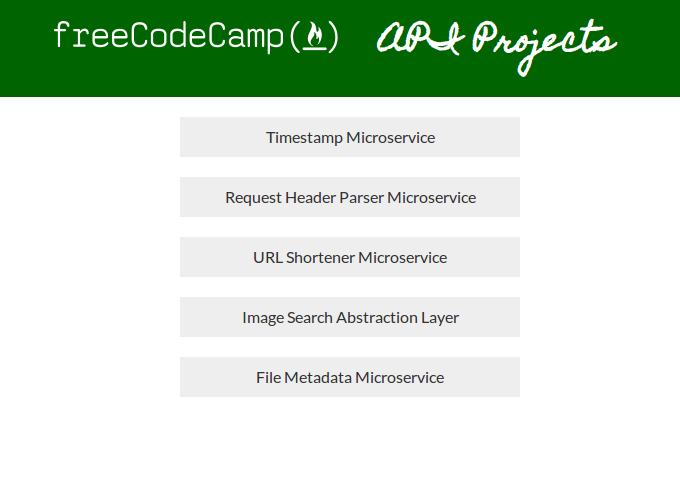 freeCodeCamp(🔥) API Projects
Timestamp Microservice
Request Header Parser Microservice
URL Shortener Microservice
Image Search Abstraction Layer
File Metadata Microservice